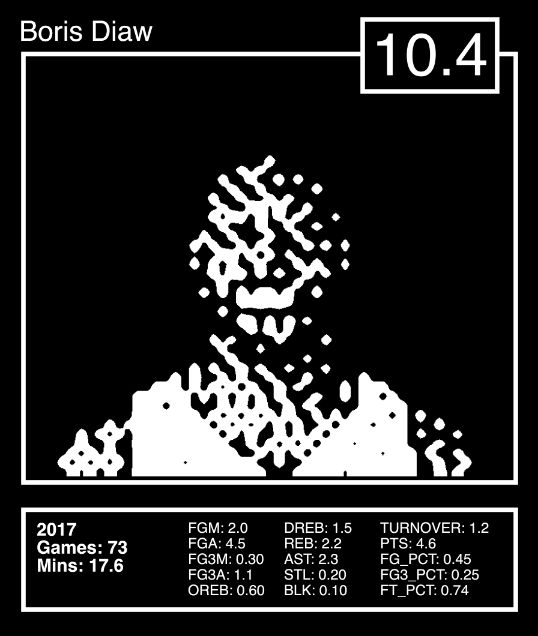 Boris Diaw
10.4
2017
Games: 73
Mins: 17.6
FGM: 2.0
FGA: 4.5
FG3M: 0.30
FG3A: 1.1
OREB: 0.60
DREB: 1.5
REB: 2.2
AST: 2.3
STL: 0.20
BLK: 0.10
TURNOVER: 1.2
PTS: 4.6
FG_PCT: 0.45
FG3_PCT: 0.25
FT_PCT: 0.74